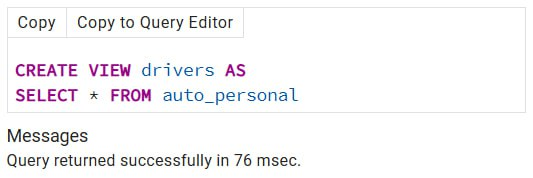 Copy
Copy to Query Editor
CREATE VIEW drivers AS
SELECT * FROM auto_personal
Messages
Query returned successfully in 76 msec.